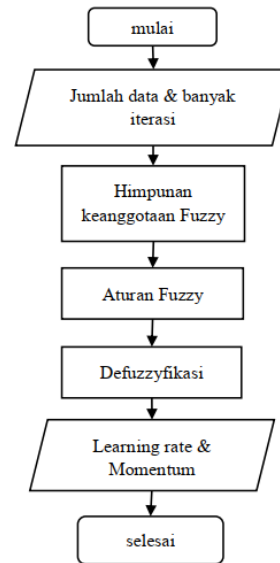 mulai
Jumlah data & banyak
iterasi
Himpunan
keanggotaan Fuzzy
Aturan Fuzzy
Defuzzyfikasi
Learning rate &
Momentum
selesai